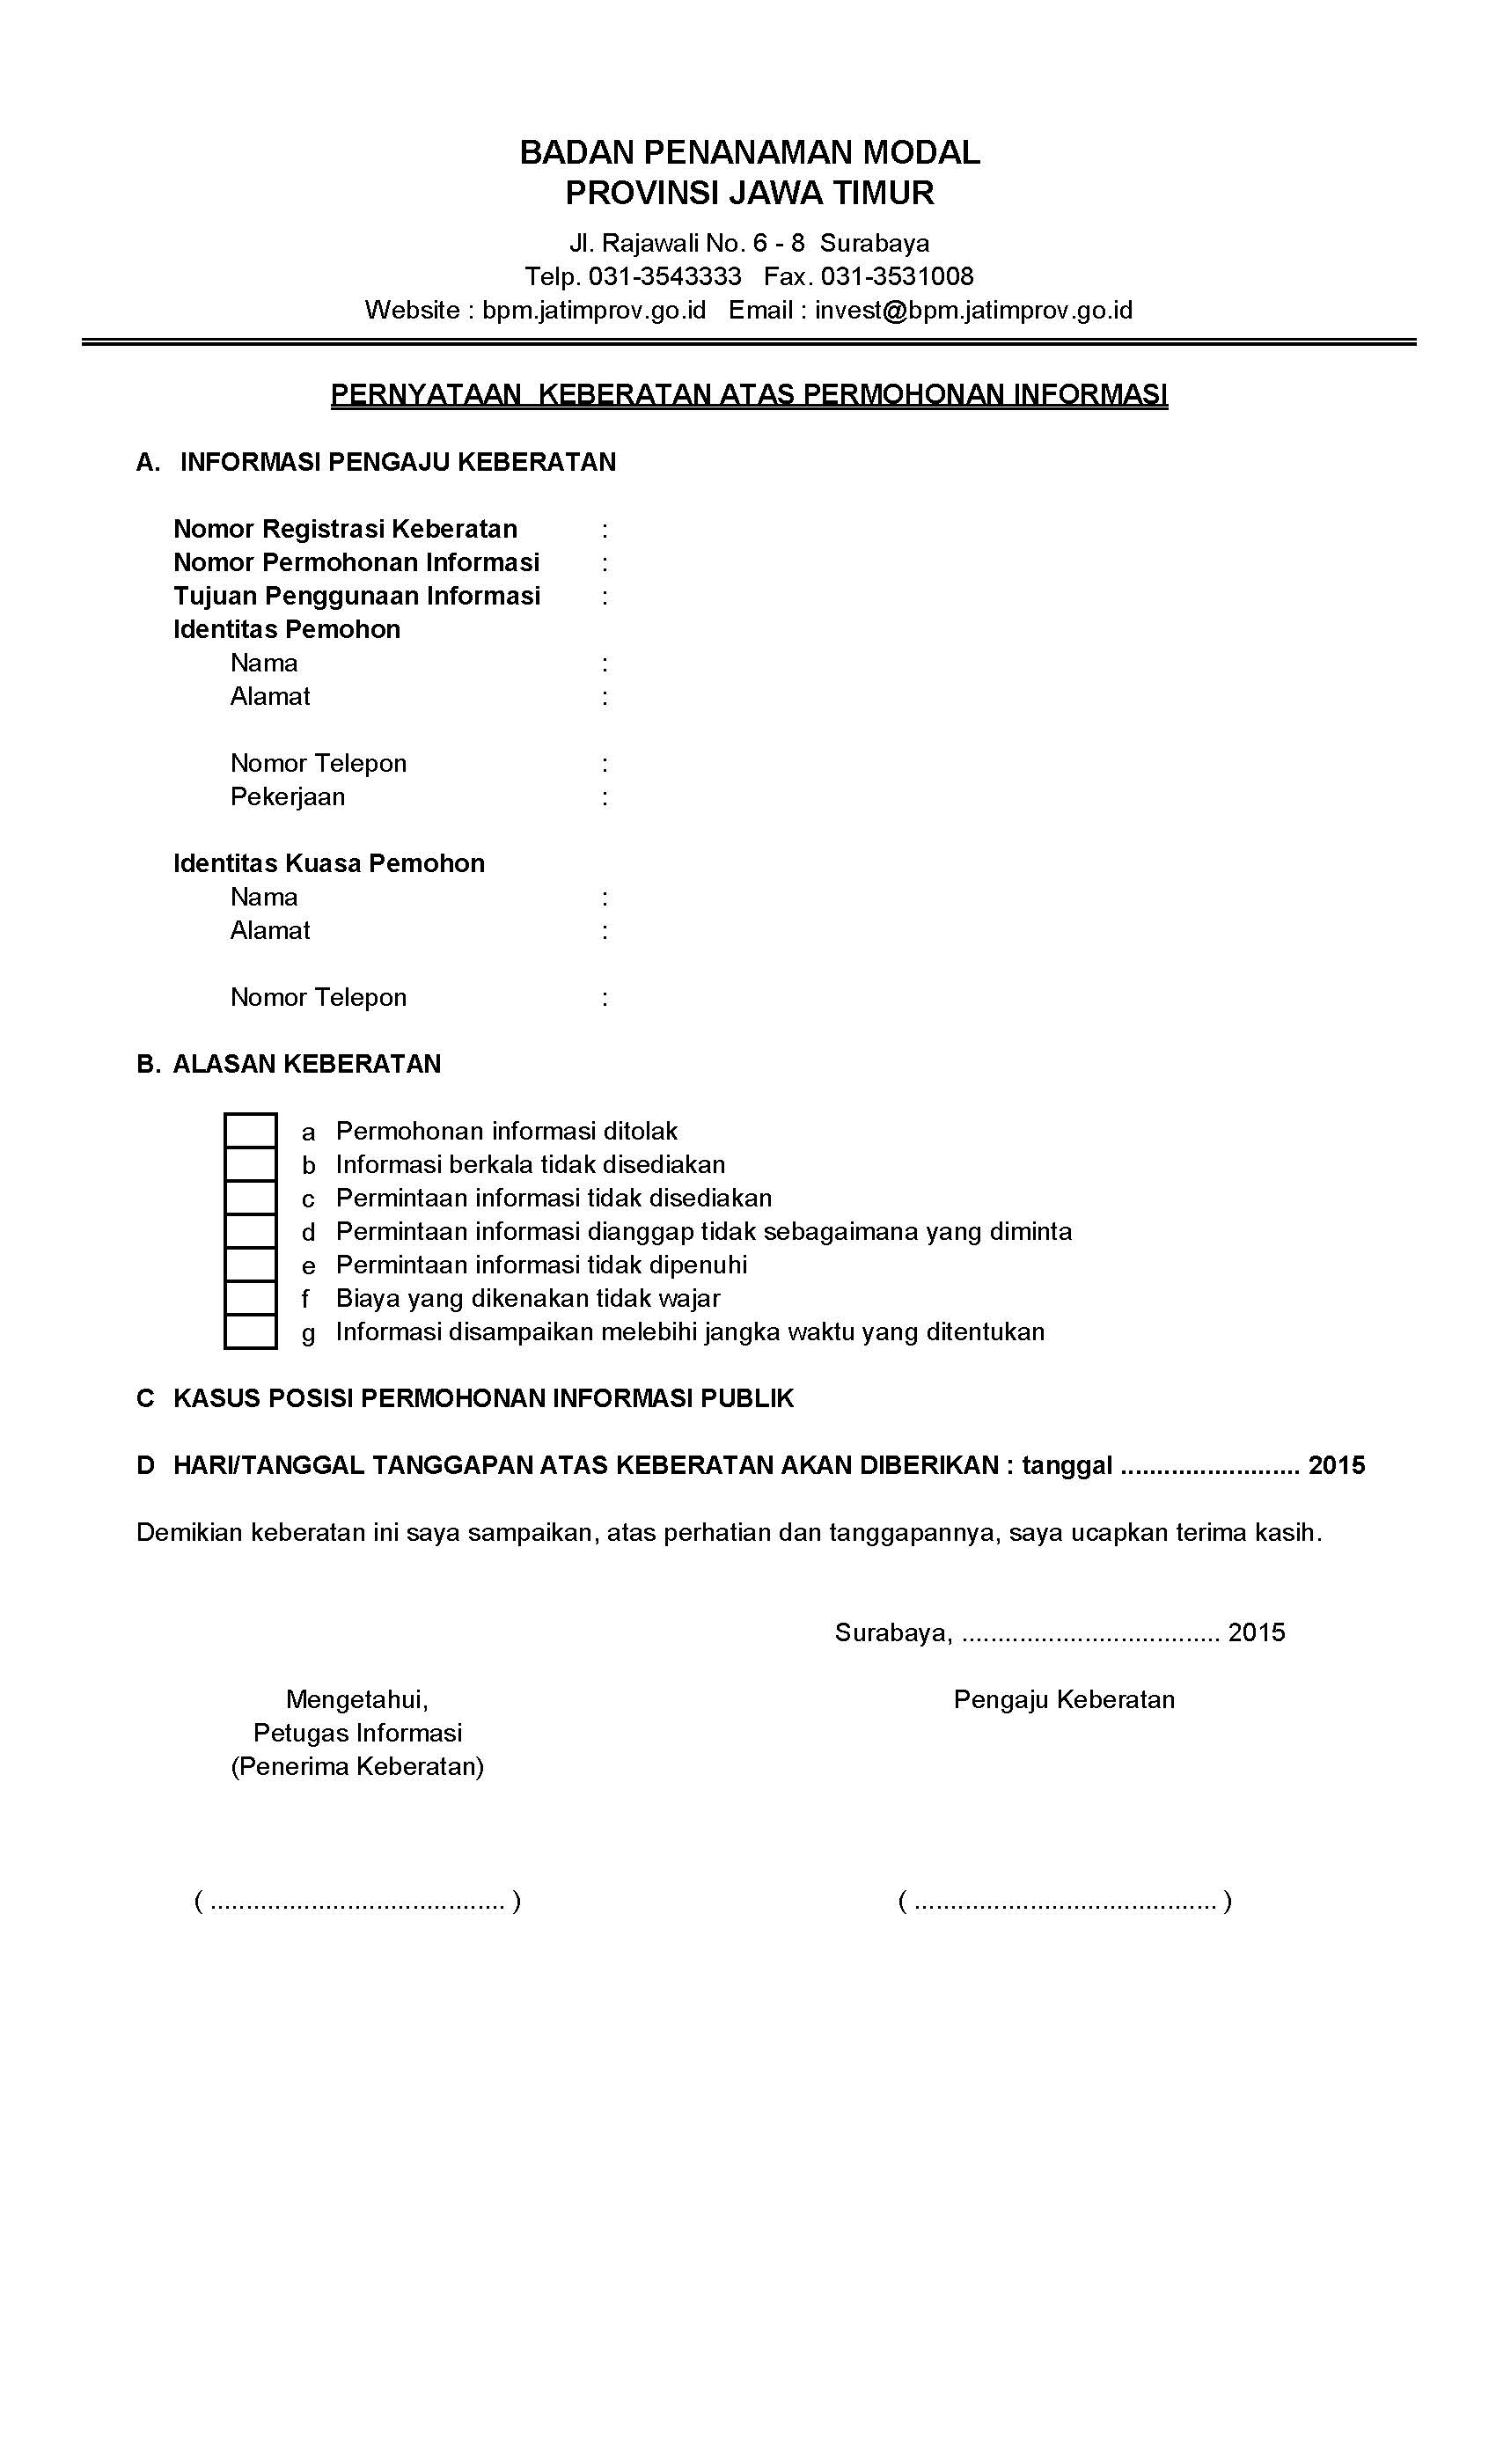 BADAN PENANAMAN MODAL
PROVINSI JAWA TIMUR
Jl. Rajawali No. 6 - 8  Surabaya
Telp. 031-3543333   Fax. 031-3531008
Website : bpm.jatimprov.go.id   Email : invest@bpm.jatimprov.go.id
PERNYATAAN  KEBERATAN ATAS PERMOHONAN INFORMASI
A.  INFORMASI PENGAJU KEBERATAN
Nomor Registrasi Keberatan :
Nomor Permohonan Informasi :
Tujuan Penggunaan Informasi :
Identitas Pemohon
Nama :
Alamat :
Nomor Telepon :
Pekerjaan :
Identitas Kuasa Pemohon
Nama :
Alamat :
Nomor Telepon :
B. ALASAN KEBERATAN
a Permohonan informasi ditolak
b Informasi berkala tidak disediakan
c Permintaan informasi tidak disediakan
d Permintaan informasi dianggap tidak sebagaimana yang diminta
e Permintaan informasi tidak dipenuhi
f Biaya yang dikenakan tidak wajar
g Informasi disampaikan melebihi jangka waktu yang ditentukan
C KASUS POSISI PERMOHONAN INFORMASI PUBLIK
D HARI/TANGGAL TANGGAPAN ATAS KEBERATAN AKAN DIBERIKAN : tanggal ......................... 2015
Demikian keberatan ini saya sampaikan, atas perhatian dan tanggapannya, saya ucapkan terima kasih.
Surabaya, .................................... 2015
Mengetahui, Pengaju Keberatan
Petugas Informasi
(Penerima Keberatan)
( ......................................... ) ( .......................................... )